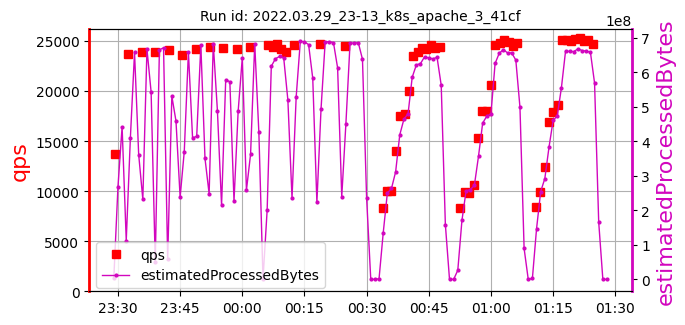 Run id: 2022.03.29_23-13_k8s_apache_3_41cf
1e8
25000
20000
15000
10000
5000
0
qps
7
6
5
4
3
2
1
0
estimatedProcessedBytes
qps
estimatedProcessedBytes
23:30 23:45 00:00 00:15 00:30 00:45 01:00 01:15 01:30